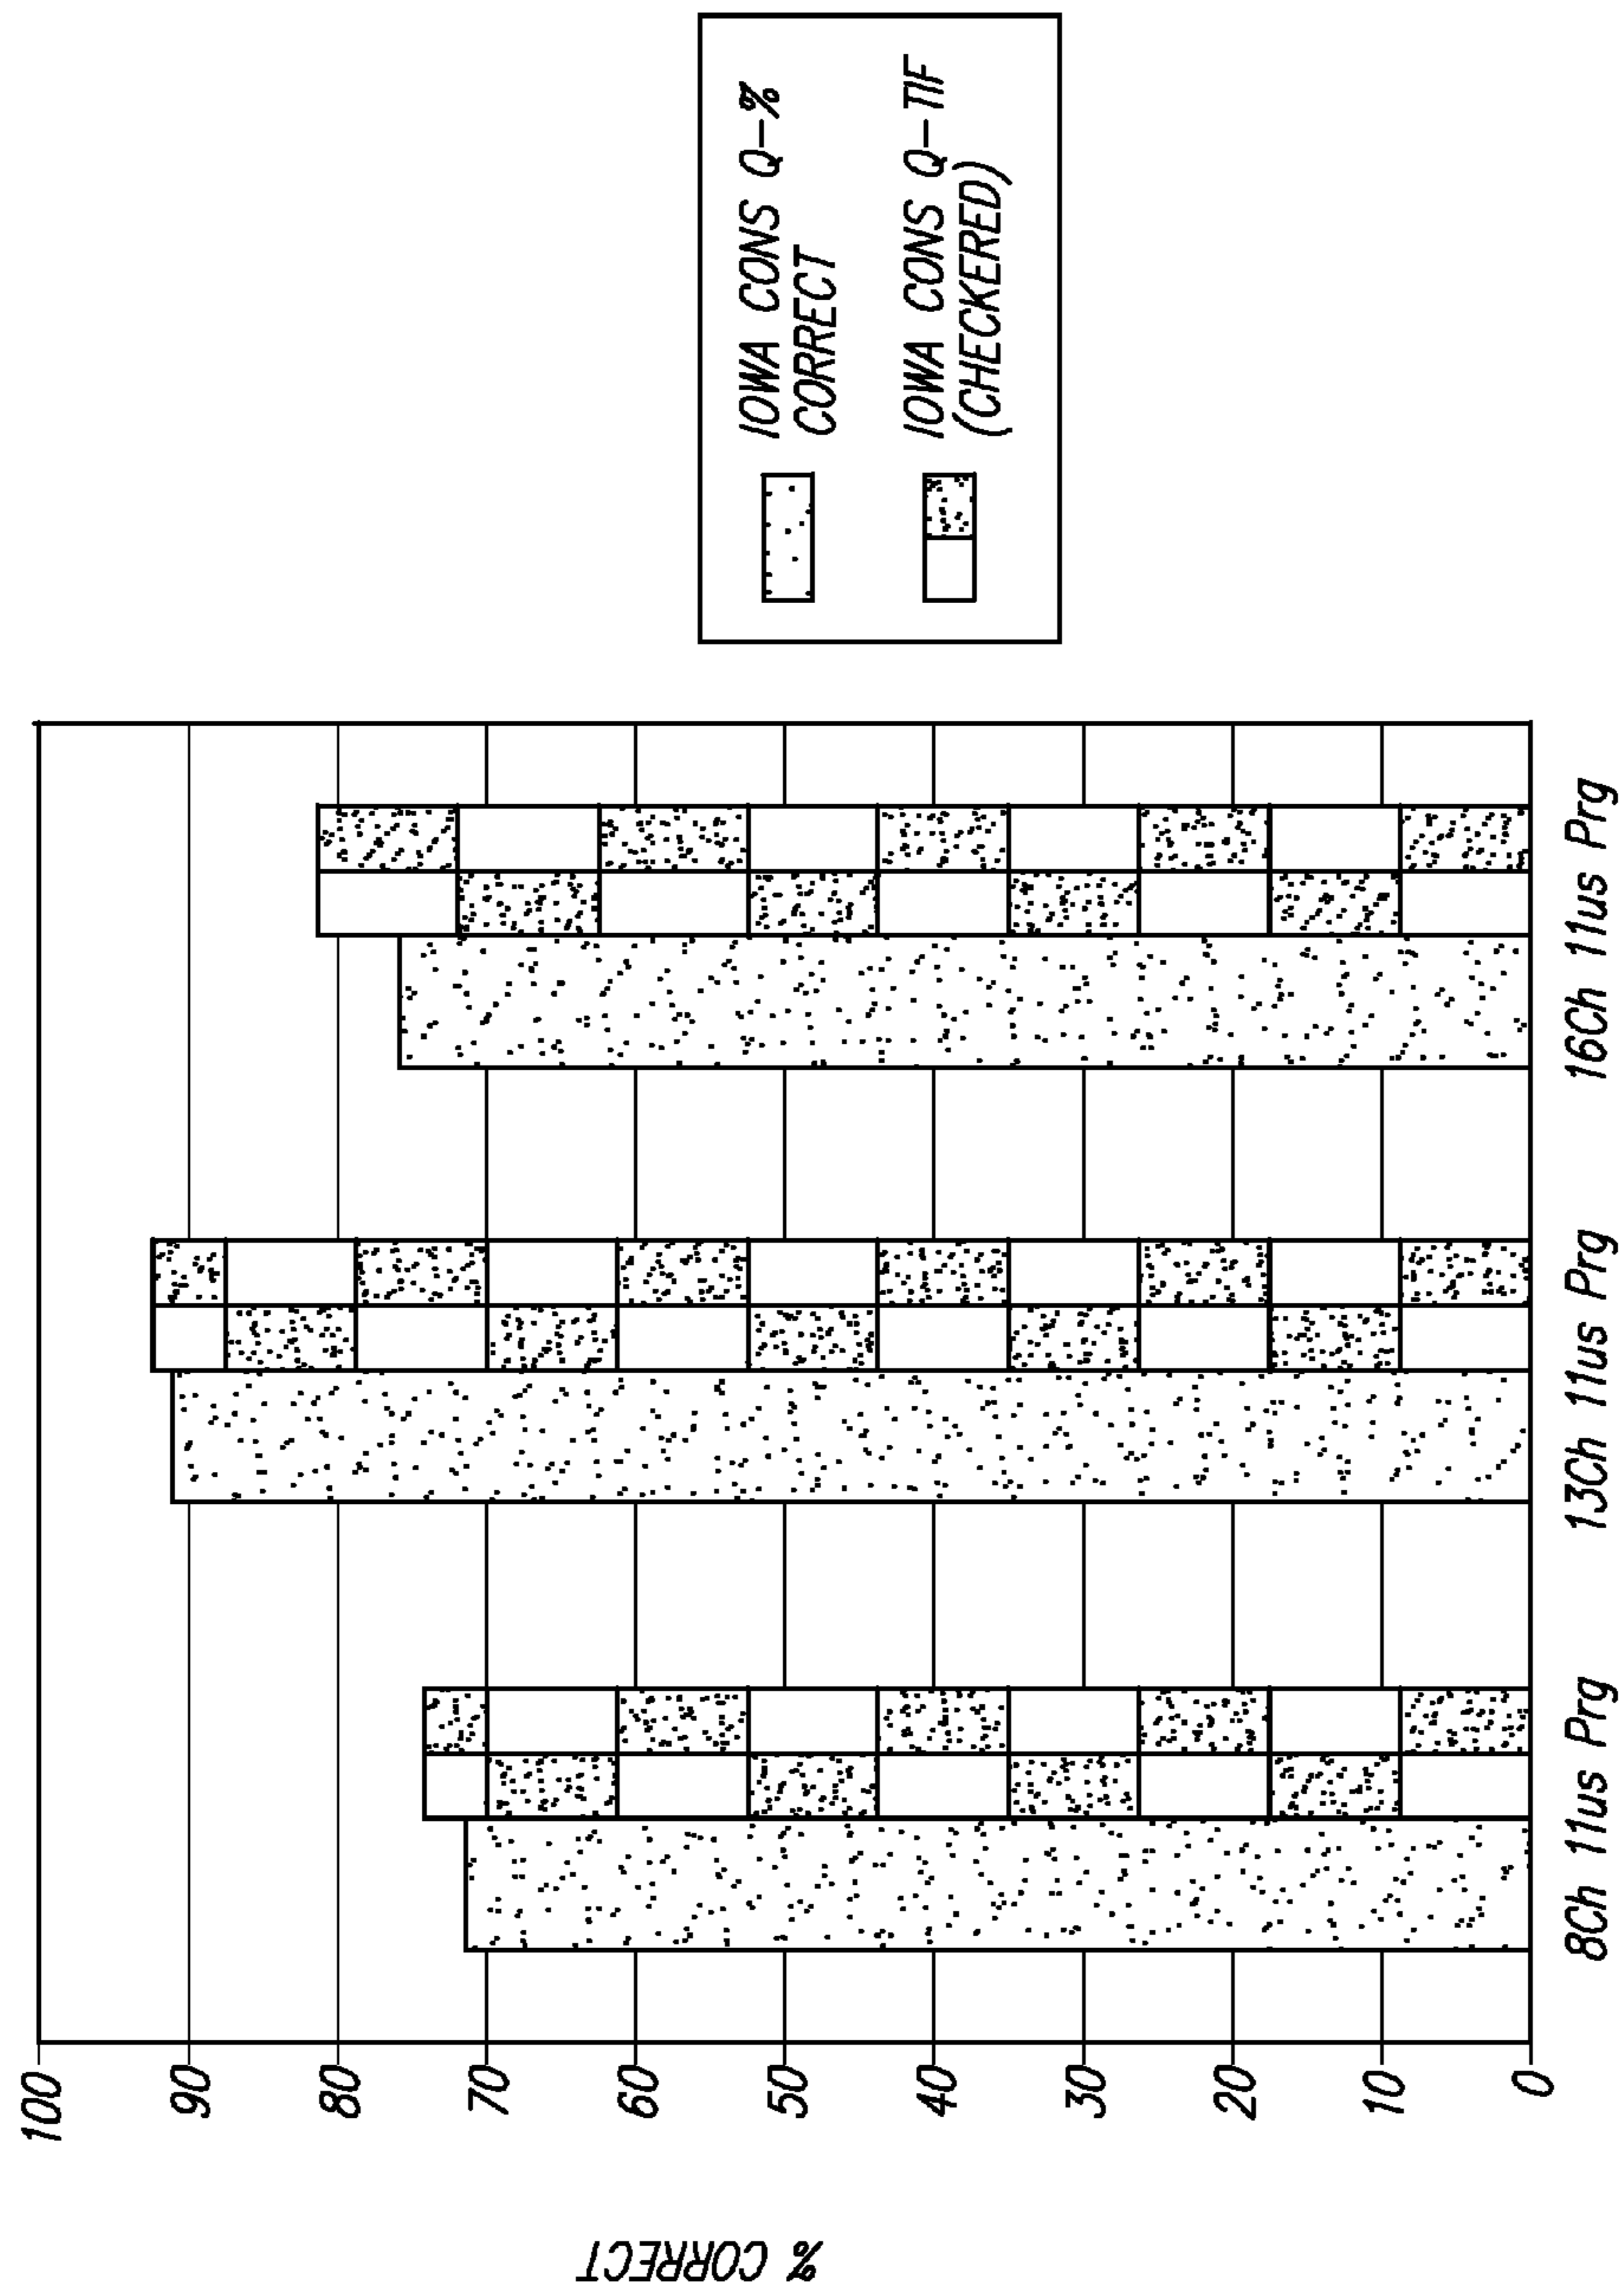 % CORRECT
100
90
80
70
60
50
40
30
20
10
0
8Ch 11us Prg
13Ch 11us Prg
16Ch 11us Prg
IOWA CONS Q-%
CORRECT
IOWA CONS Q-TIF
(CHECKERED)